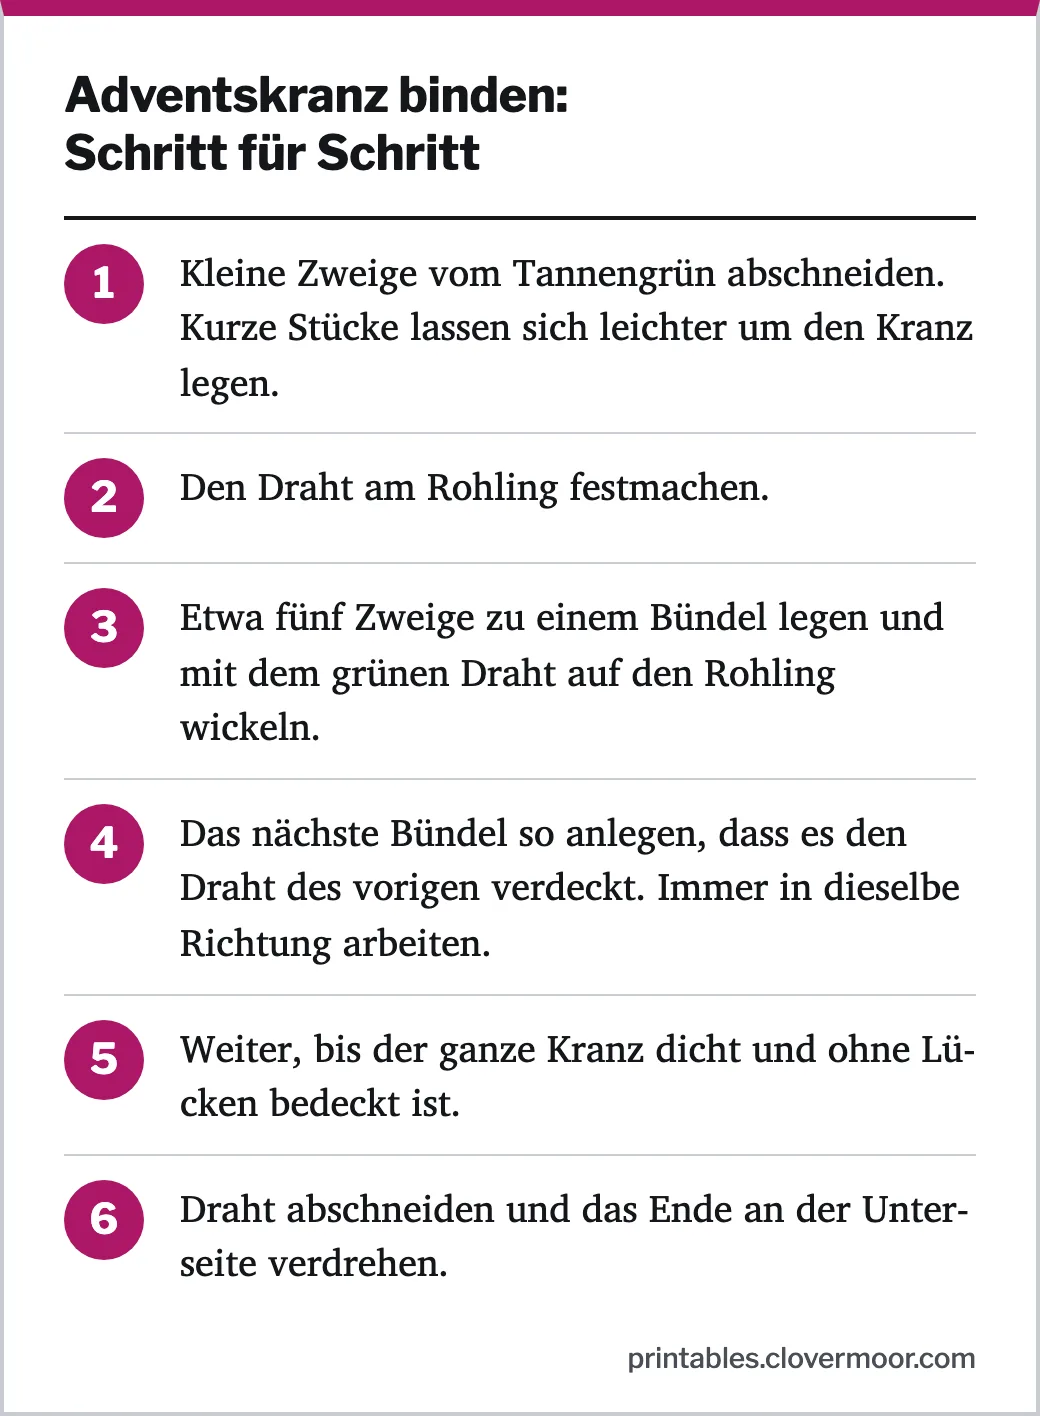 Adventskranz binden:
Schritt für Schritt
1
Kleine Zweige vom Tannengrün abschneiden.
Kurze Stücke lassen sich leichter um den Kranz
legen.
2
Den Draht am Rohling festmachen.
3
Etwa fünf Zweige zu einem Bündel legen und
mit dem grünen Draht auf den Rohling
wickeln.
4
Das nächste Bündel so anlegen, dass es den
Draht des vorigen verdeckt. Immer in dieselbe
Richtung arbeiten.
5
Weiter, bis der ganze Kranz dicht und ohne Lü-
cken bedeckt ist.
6
Draht abschneiden und das Ende an der Unter-
seite verdrehen.
printables.clovermoor.com